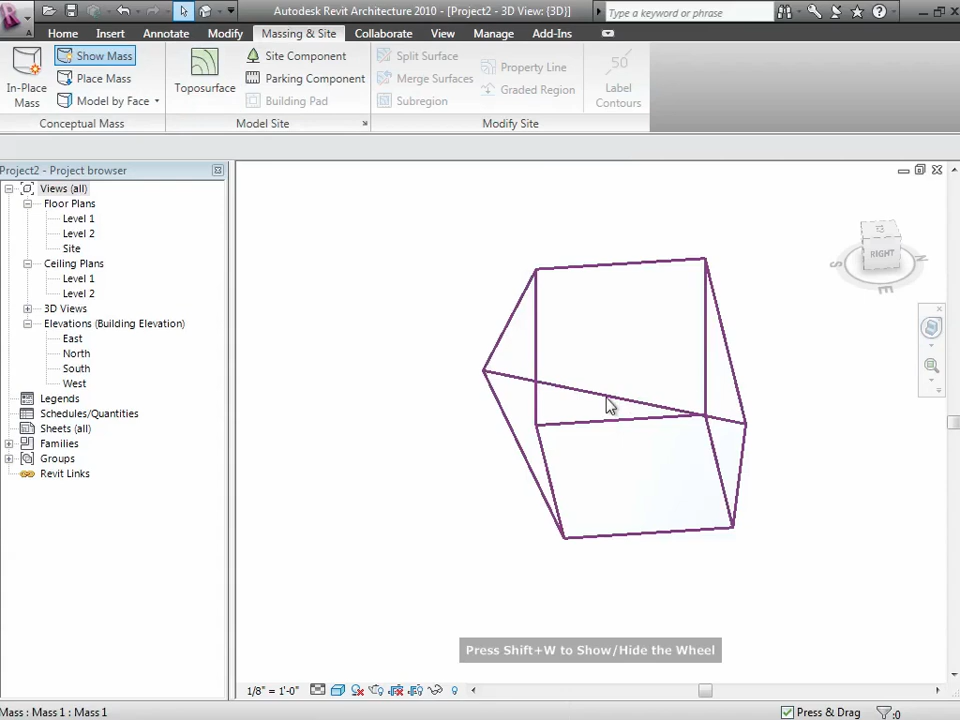 Autodesk Revit Architecture 2010 - [Project2 - 3D View: {3D}]
Type a keyword or phrase
Home Insert Annotate Modify Massing & Site Collaborate View Manage Add-Ins
In-Place Mass
Show Mass
Place Mass
Model by Face
Conceptual Mass
Toposurface
Site Component
Parking Component
Building Pad
Model Site
Split Surface
Merge Surfaces
Subregion
Property Line
Graded Region
50
Label Contours
Modify Site
Project2 - Project browser
Views (all)
Floor Plans
Level 1
Level 2
Site
Ceiling Plans
Level 1
Level 2
3D Views
Elevations (Building Elevation)
East
North
South
West
Legends
Schedules/Quantities
Sheets (all)
Families
Groups
Revit Links
RIGHT
S
N
E
Press Shift+W to Show/Hide the Wheel
1/8" = 1'-0"
Mass : Mass 1 : Mass 1
Press & Drag
:0